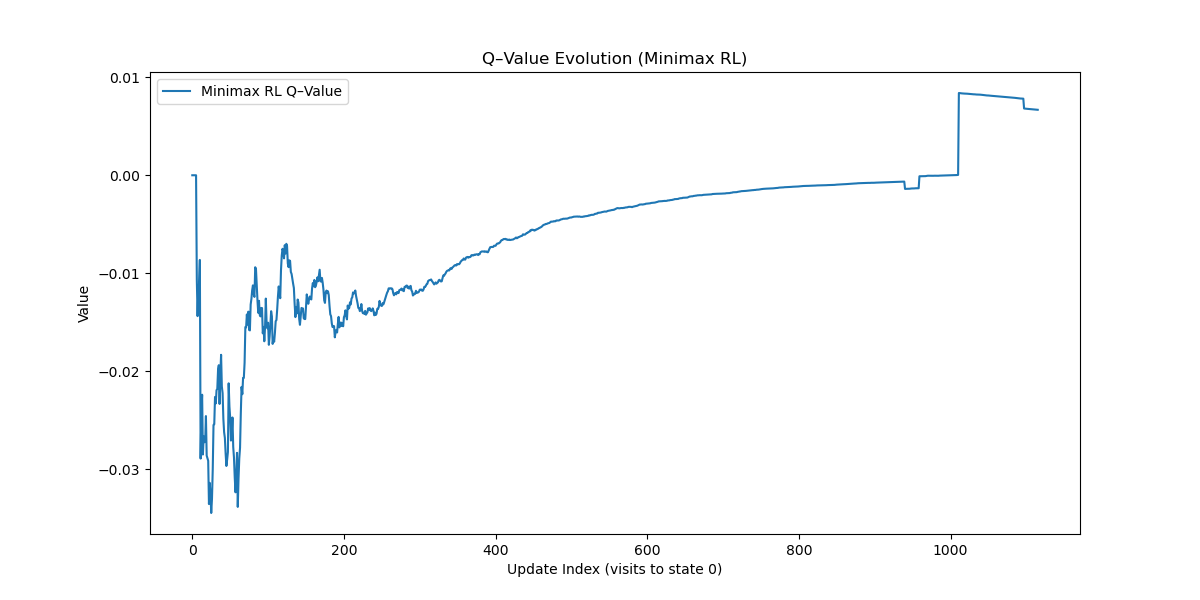 Q–Value Evolution (Minimax RL)
Minimax RL Q–Value
0.01
0.00
−0.01
−0.02
−0.03
Value
0 200 400 600 800 1000
Update Index (visits to state 0)